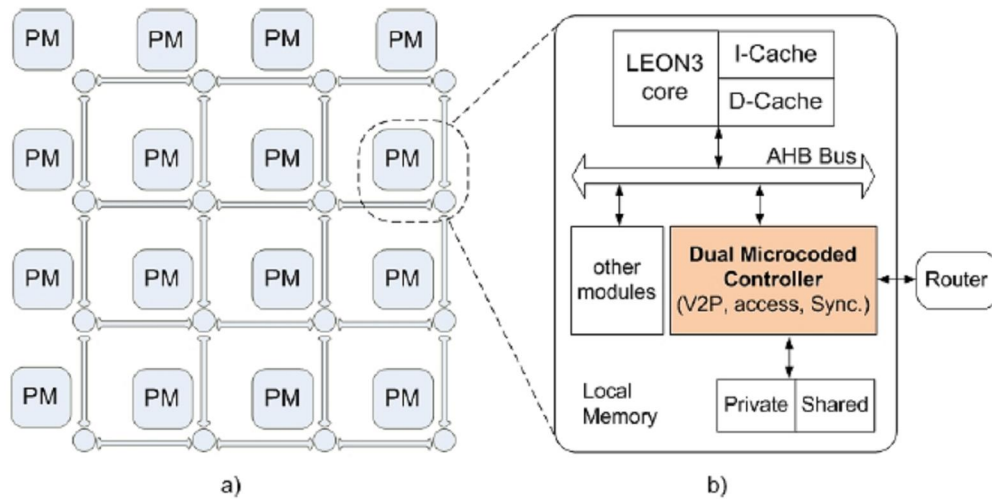 PM PM PM PM
PM PM PM PM
PM PM PM PM
PM PM PM PM
a)
LEON3
core
I-Cache
D-Cache
AHB Bus
other
modules
Dual Microcoded
Controller
(V2P, access, Sync.)
Router
Local
Memory
Private Shared
b)